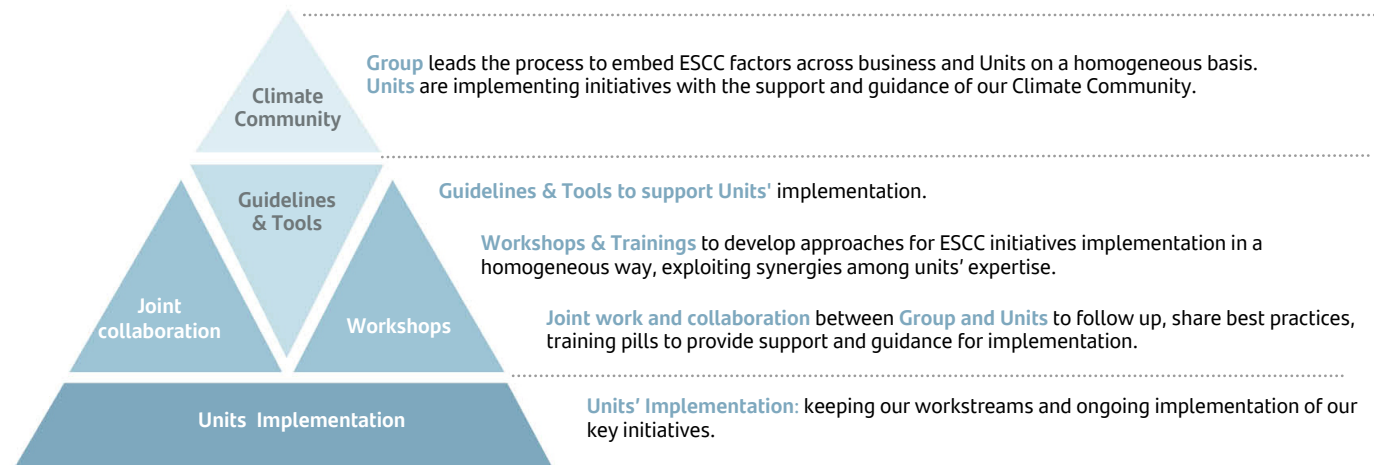 Climate
Community
Group leads the process to embed ESCC factors across business and Units on a homogeneous basis.
Units are implementing initiatives with the support and guidance of our Climate Community.
Guidelines
& Tools
Guidelines & Tools to support Units' implementation.
Workshops & Trainings to develop approaches for ESCC initiatives implementation in a
homogeneous way, exploiting synergies among units’ expertise.
Joint
collaboration
Workshops
Joint work and collaboration between Group and Units to follow up, share best practices,
training pills to provide support and guidance for implementation.
Units Implementation
Units’ Implementation: keeping our workstreams and ongoing implementation of our
key initiatives.